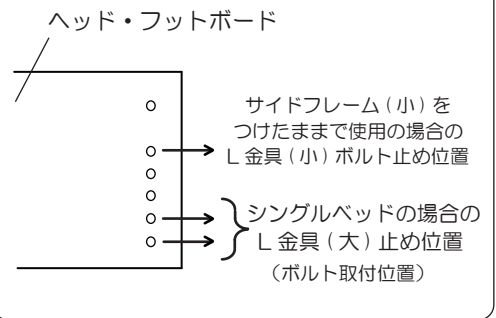 ヘッド・フットボード
サイドフレーム(小)を
つけたままで使用の場合の
L金具(小)ボルト止め位置
シングルベッドの場合の
L金具(大)止め位置
(ボルト取付位置)